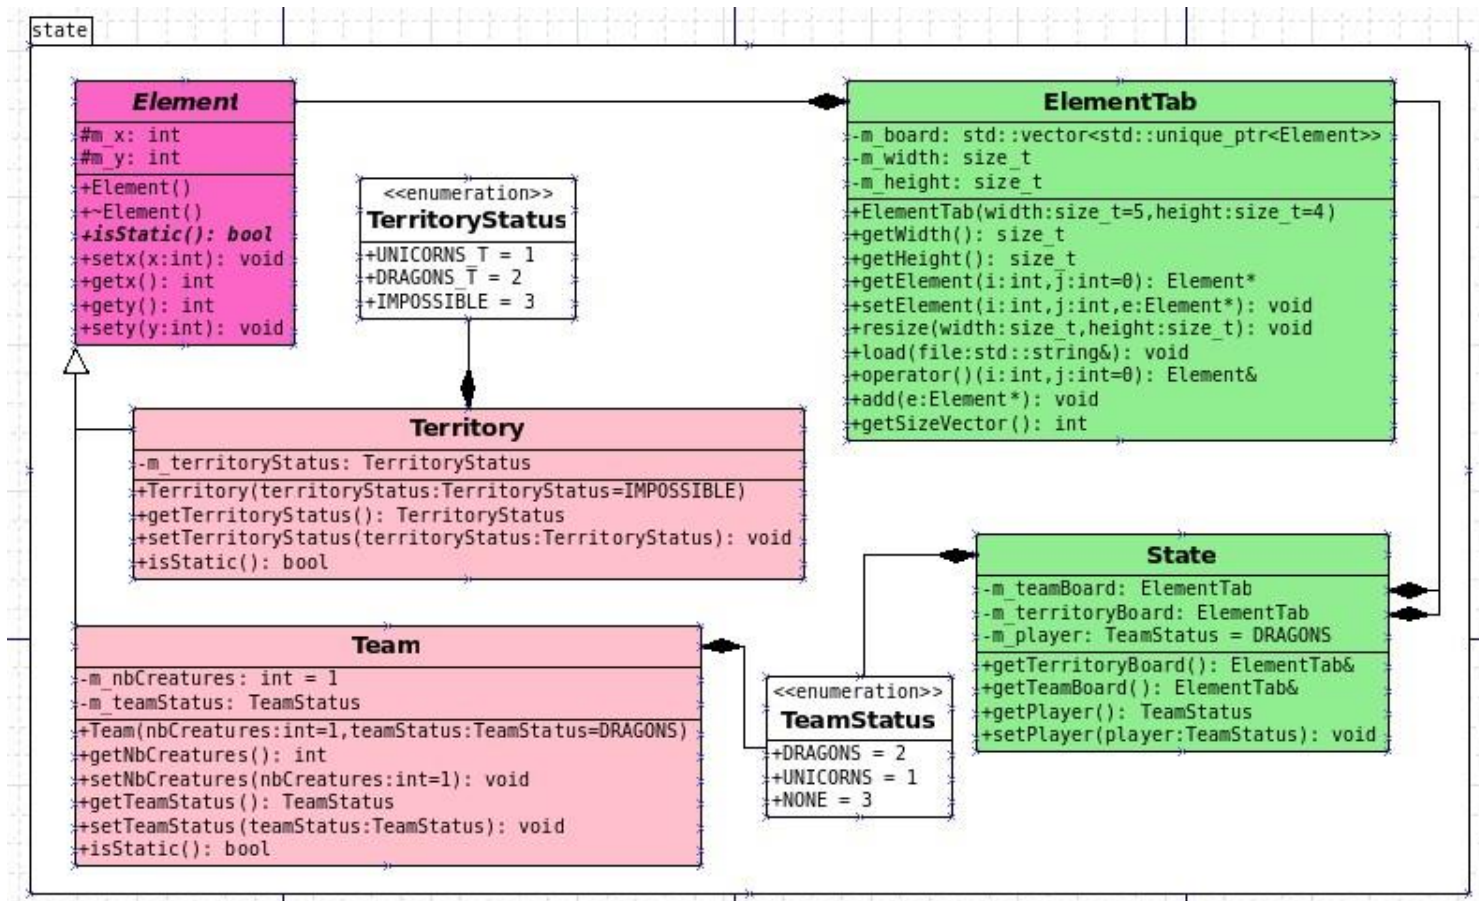 state
Element
#m_x: int
#m_y: int
+Element()
+~Element()
+isStatic(): bool
+setx(x:int): void
+getx(): int
+gety(): int
+sety(y:int): void
<<enumeration>>
TerritoryStatus
+UNICORNS_T = 1
+DRAGONS_T = 2
+IMPOSSIBLE = 3
ElementTab
-m_board: std::vector<std::unique_ptr<Element>>
-m_width: size_t
-m_height: size_t
+ElementTab(width:size_t=5,height:size_t=4)
+getWidth(): size_t
+getHeight(): size_t
+getElement(i:int,j:int=0): Element*
+setElement(i:int,j:int,e:Element*): void
+resize(width:size_t,height:size_t): void
+load(file:std::string&): void
+operator()(i:int,j:int=0): Element&
+add(e:Element*): void
+getSizeVector(): int
Territory
-m_territoryStatus: TerritoryStatus
+Territory(territoryStatus:TerritoryStatus=IMPOSSIBLE)
+getTerritoryStatus(): TerritoryStatus
+setTerritoryStatus(territoryStatus:TerritoryStatus): void
+isStatic(): bool
State
-m_teamBoard: ElementTab
-m_territoryBoard: ElementTab
-m_player: TeamStatus = DRAGONS
+getTerritoryBoard(): ElementTab&
+getTeamBoard(): ElementTab&
+getPlayer(): TeamStatus
+setPlayer(player:TeamStatus): void
Team
-m_nbCreatures: int = 1
-m_teamStatus: TeamStatus
+Team(nbCreatures:int=1,teamStatus:TeamStatus=DRAGONS)
+getNbCreatures(): int
+setNbCreatures(nbCreatures:int=1): void
+getTeamStatus(): TeamStatus
+setTeamStatus(teamStatus:TeamStatus): void
+isStatic(): bool
<<enumeration>>
TeamStatus
+DRAGONS = 2
+UNICORNS = 1
+NONE = 3